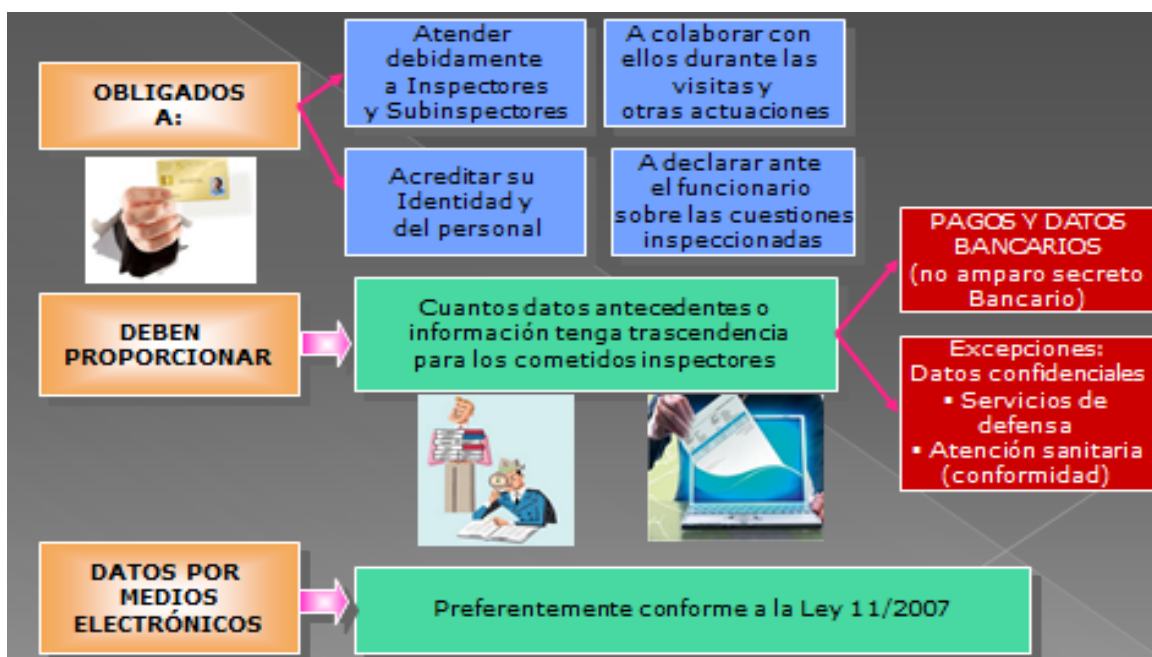 OBLIGADOS
A:
Atender
debidamente
a Inspectores
y Subinspectores
A colaborar con
ellos durante las
visitas y
otras actuaciones
Acreditar su
Identidad y
del personal
A declarar ante
el funcionario
sobre las cuestiones
inspeccionadas
DEBEN
PROPORCIONAR
Cuantos datos antecedentes o
información tenga trascendencia
para los cometidos inspectores
PAGOS Y DATOS
BANCARIOS
(no amparo secreto
Bancario)
Excepciones:
Datos confidenciales
▪ Servicios de
defensa
▪ Atención sanitaria
(conformidad)
DATOS POR
MEDIOS
ELECTRÓNICOS
Preferentemente conforme a la Ley 11/2007